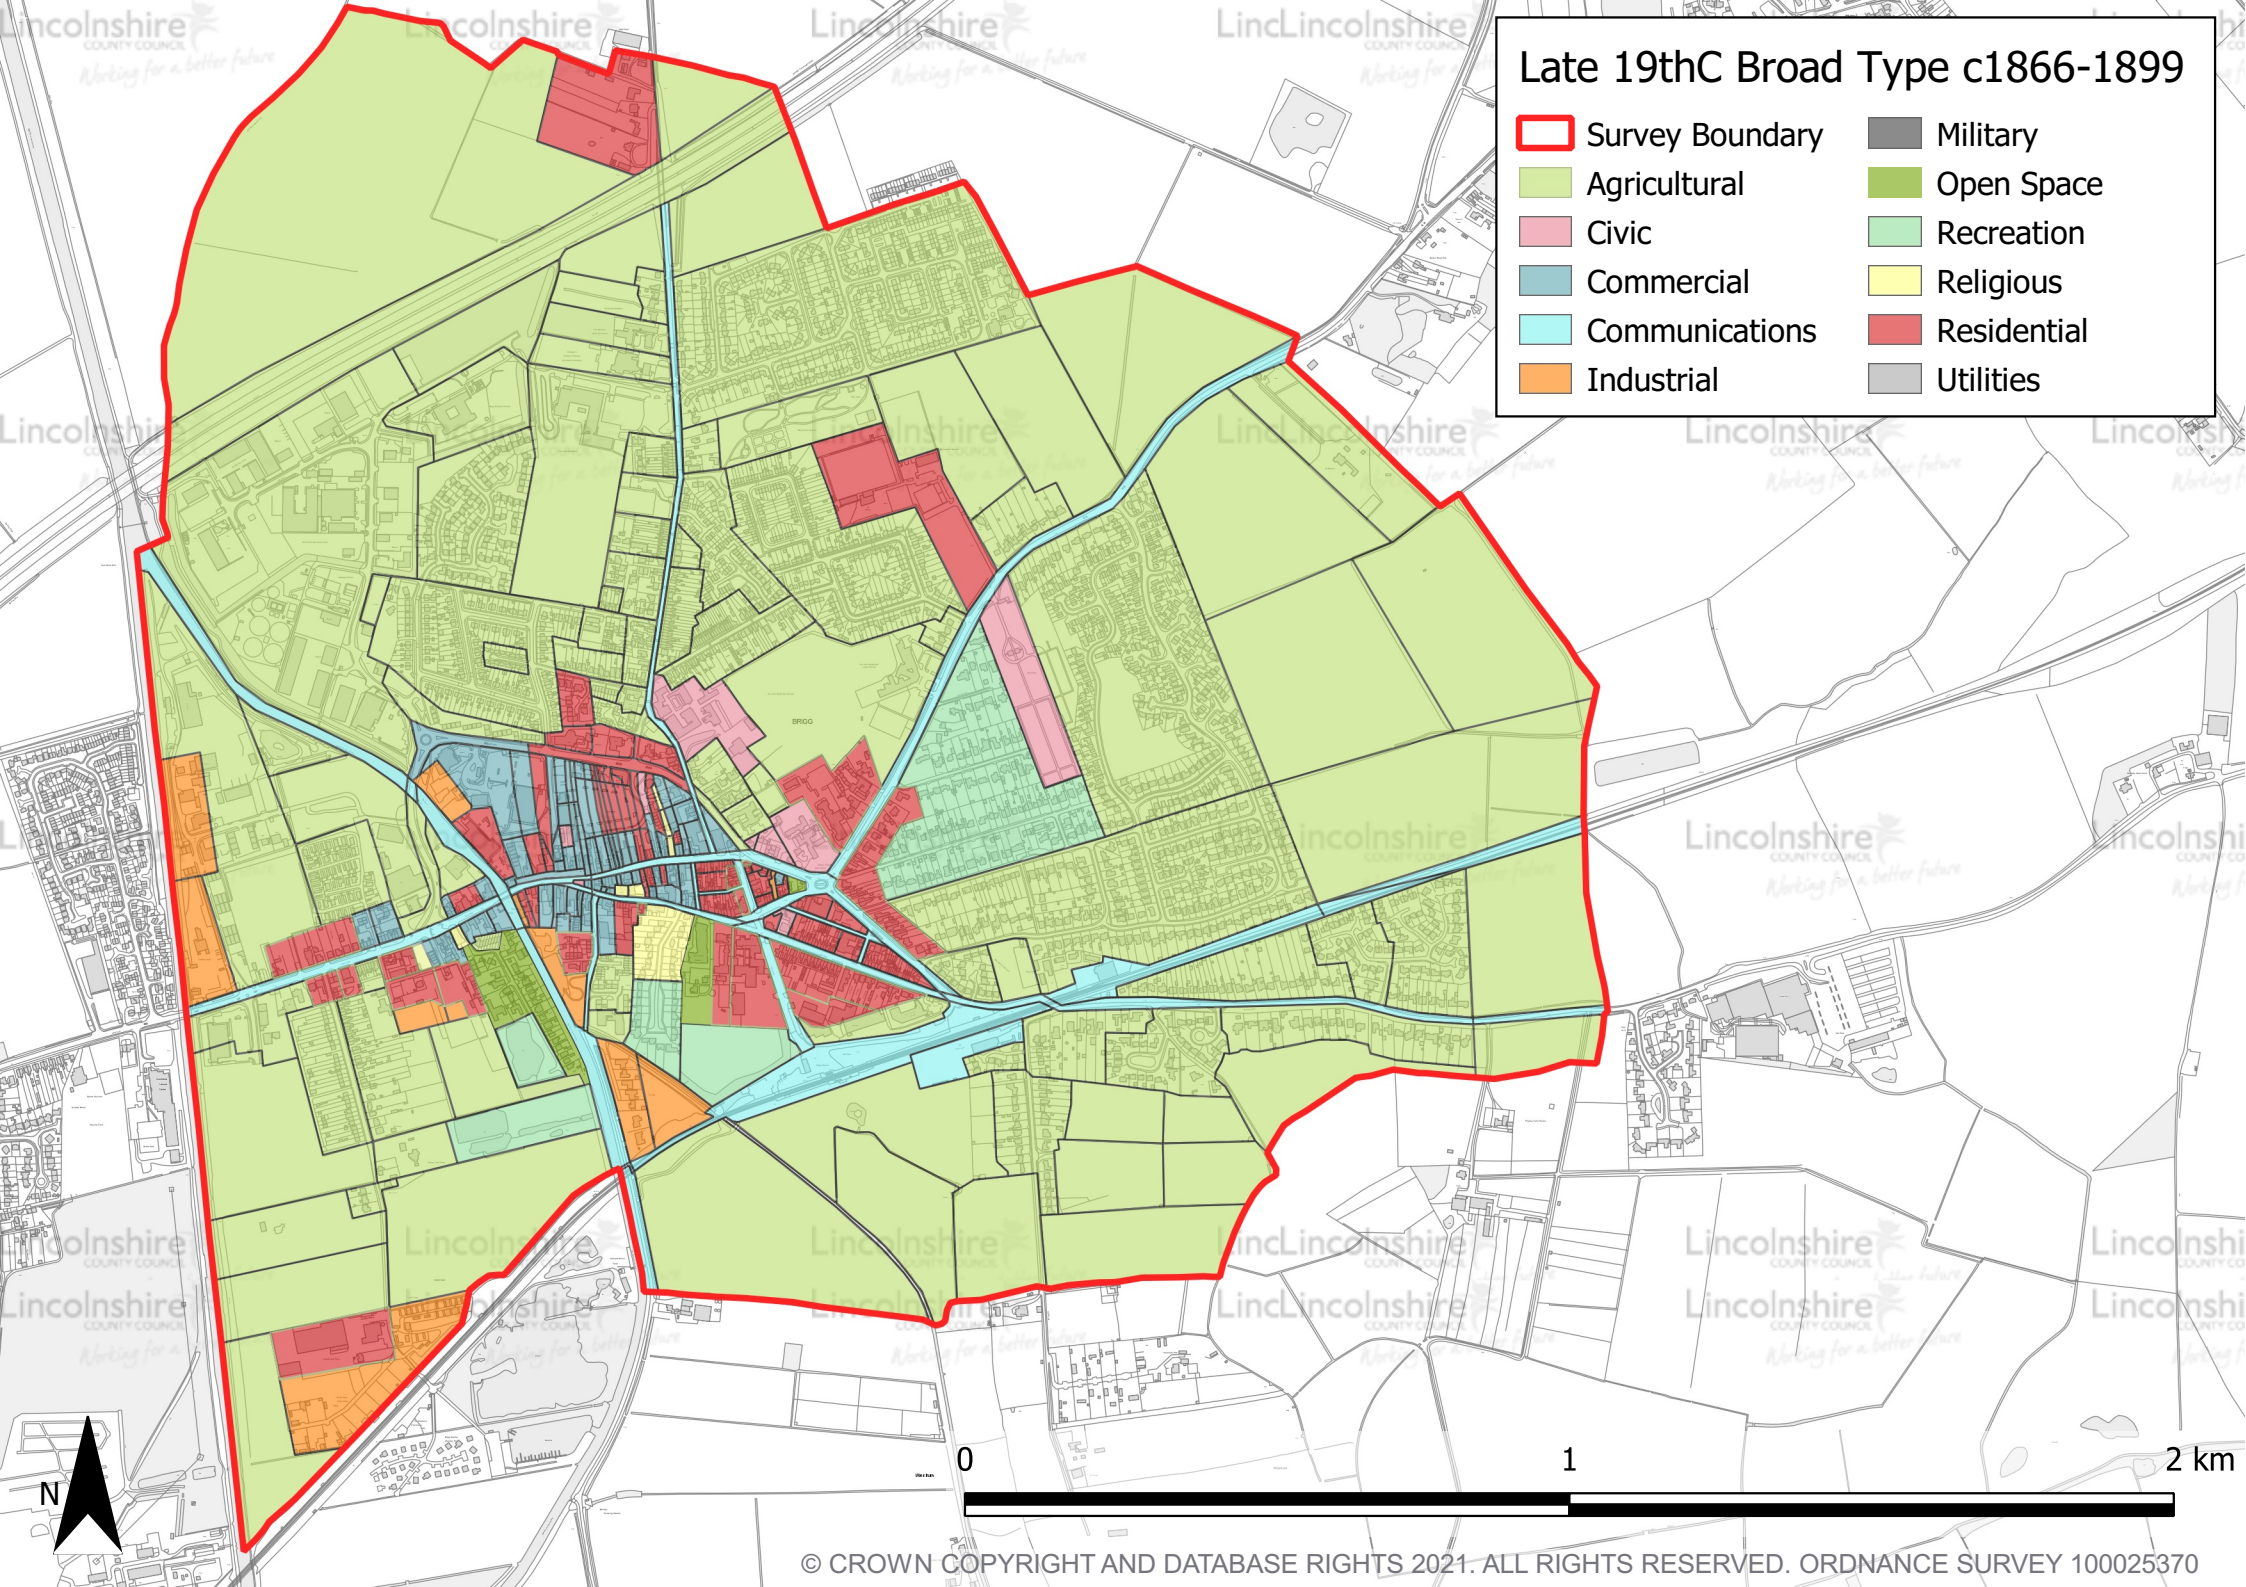 Late 19thC Broad Type c1866-1899
Survey Boundary
Agricultural
Civic
Commercial
Communications
Industrial
Military
Open Space
Recreation
Religious
Residential
Utilities
Lincolnshire
COUNTY COUNCIL
Working for a better future
BRIGG
N
0 1 2 km
© CROWN COPYRIGHT AND DATABASE RIGHTS 2021. ALL RIGHTS RESERVED. ORDNANCE SURVEY 100025370